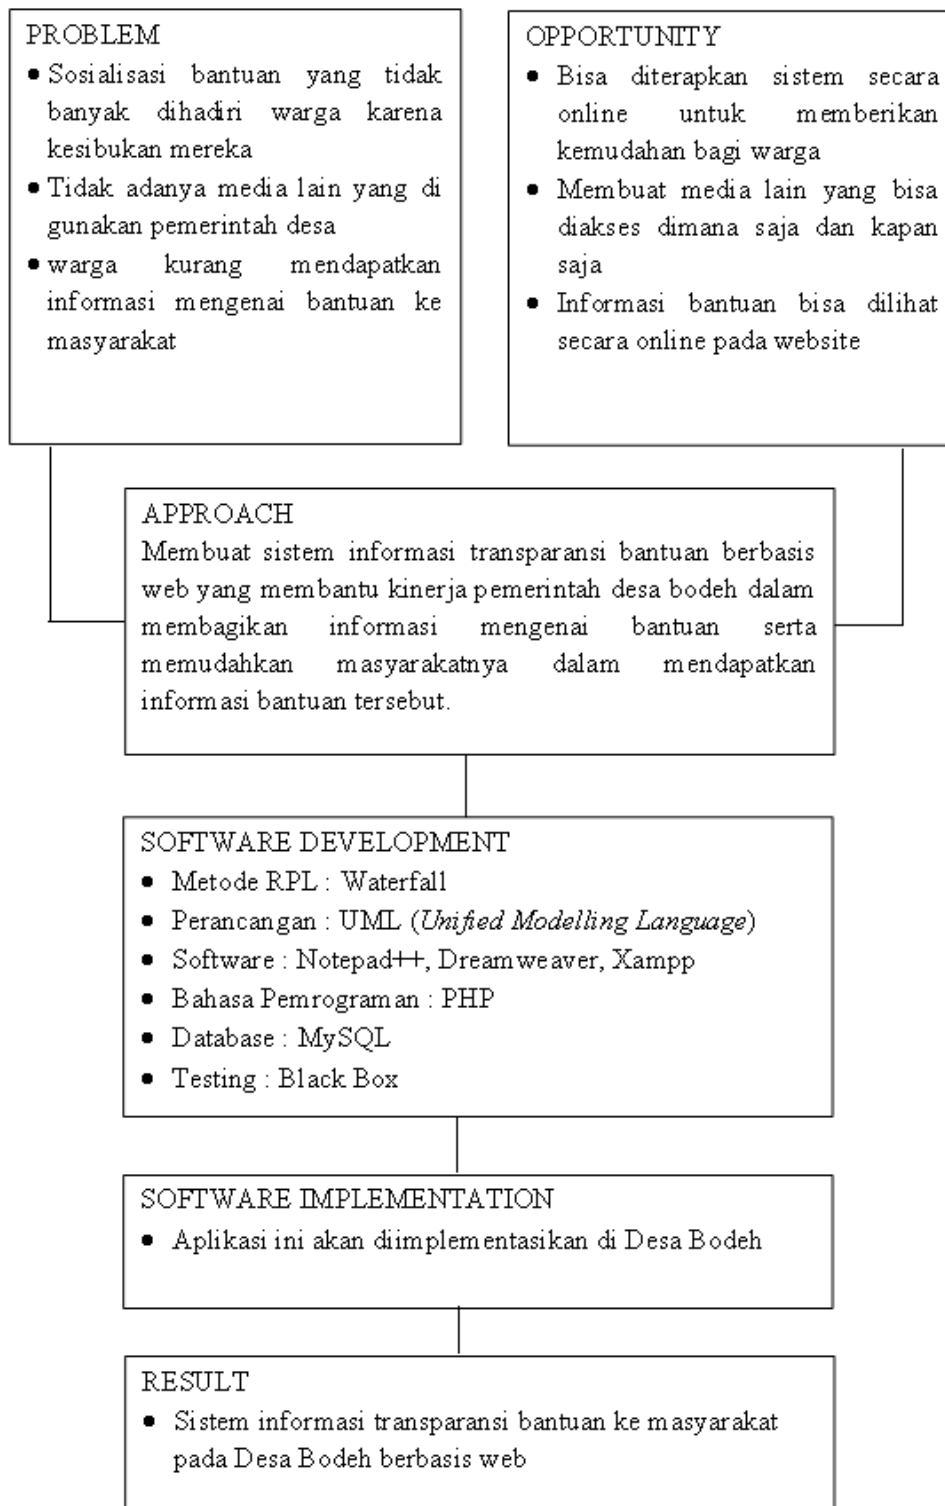 PROBLEM
• Sosialisasi bantuan yang tidak
banyak dihadiri warga karena
kesibukan mereka
• Tidak adanya media lain yang di
gunakan pemerintah desa
• warga kurang mendapatkan
informasi mengenai bantuan ke
masyarakat
OPPORTUNITY
• Bisa diterapkan sistem secara
online untuk memberikan
kemudahan bagi warga
• Membuat media lain yang bisa
diakses dimana saja dan kapan
saja
• Informasi bantuan bisa dilihat
secara online pada website
APPROACH
Membuat sistem informasi transparansi bantuan berbasis
web yang membantu kinerja pemerintah desa bodeh dalam
membagikan informasi mengenai bantuan serta
memudahkan masyarakatnya dalam mendapatkan
informasi bantuan tersebut.
SOFTWARE DEVELOPMENT
• Metode RPL : Waterfall
• Perancangan : UML (Unified Modelling Language)
• Software : Notepad++, Dreamweaver, Xampp
• Bahasa Pemrograman : PHP
• Database : MySQL
• Testing : Black Box
SOFTWARE IMPLEMENTATION
• Aplikasi ini akan diimplementasikan di Desa Bodeh
RESULT
• Sistem informasi transparansi bantuan ke masyarakat
pada Desa Bodeh berbasis web